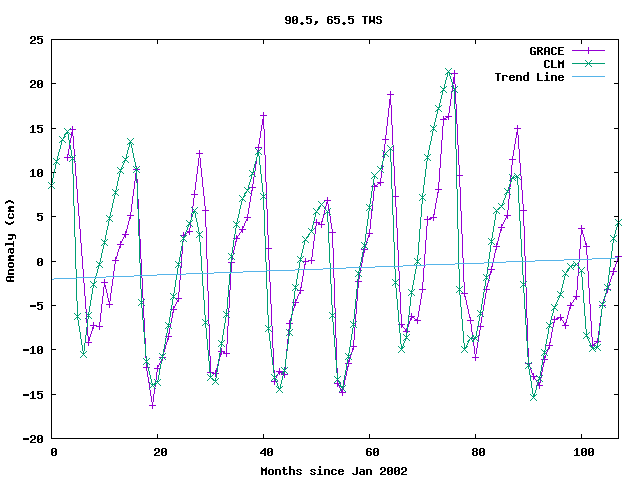 90.5, 65.5 TWS
GRACE
CLM
Trend Line
25
20
15
10
5
0
-5
-10
-15
-20
Anomaly (cm)
0 20 40 60 80 100
Months since Jan 2002